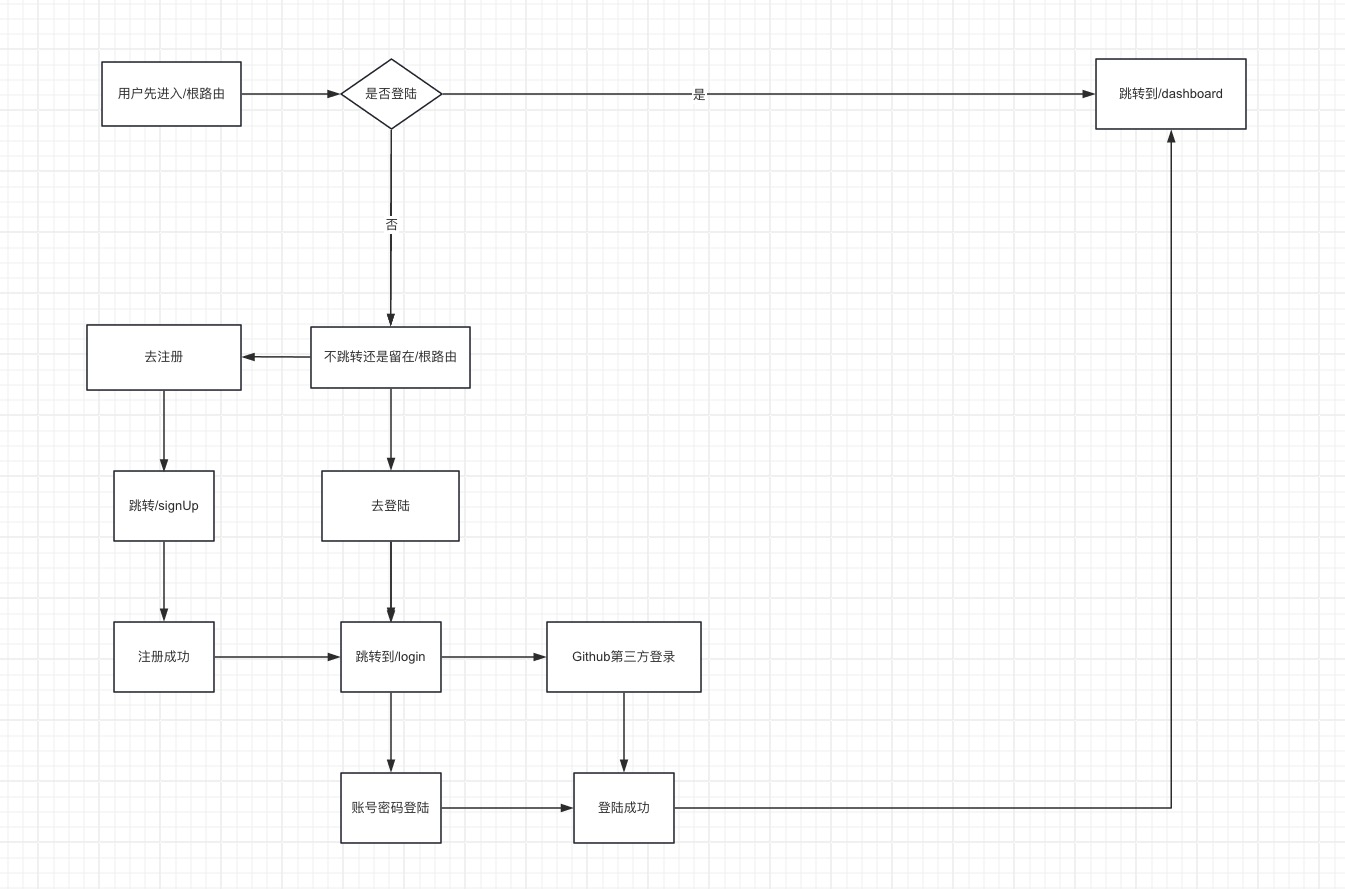 用户先进入/根路由
是否登陆
是
跳转到/dashboard
否
去注册
不跳转还是留在/根路由
跳转/signUp
去登陆
注册成功
跳转到/login
Github第三方登录
账号密码登陆
登陆成功